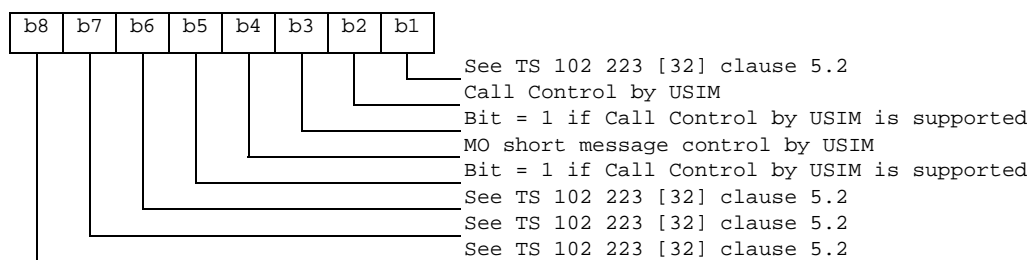 b8 b7 b6 b5 b4 b3 b2 b1
See TS 102 223 [32] clause 5.2
Call Control by USIM
Bit = 1 if Call Control by USIM is supported
MO short message control by USIM
Bit = 1 if Call Control by USIM is supported
See TS 102 223 [32] clause 5.2
See TS 102 223 [32] clause 5.2
See TS 102 223 [32] clause 5.2